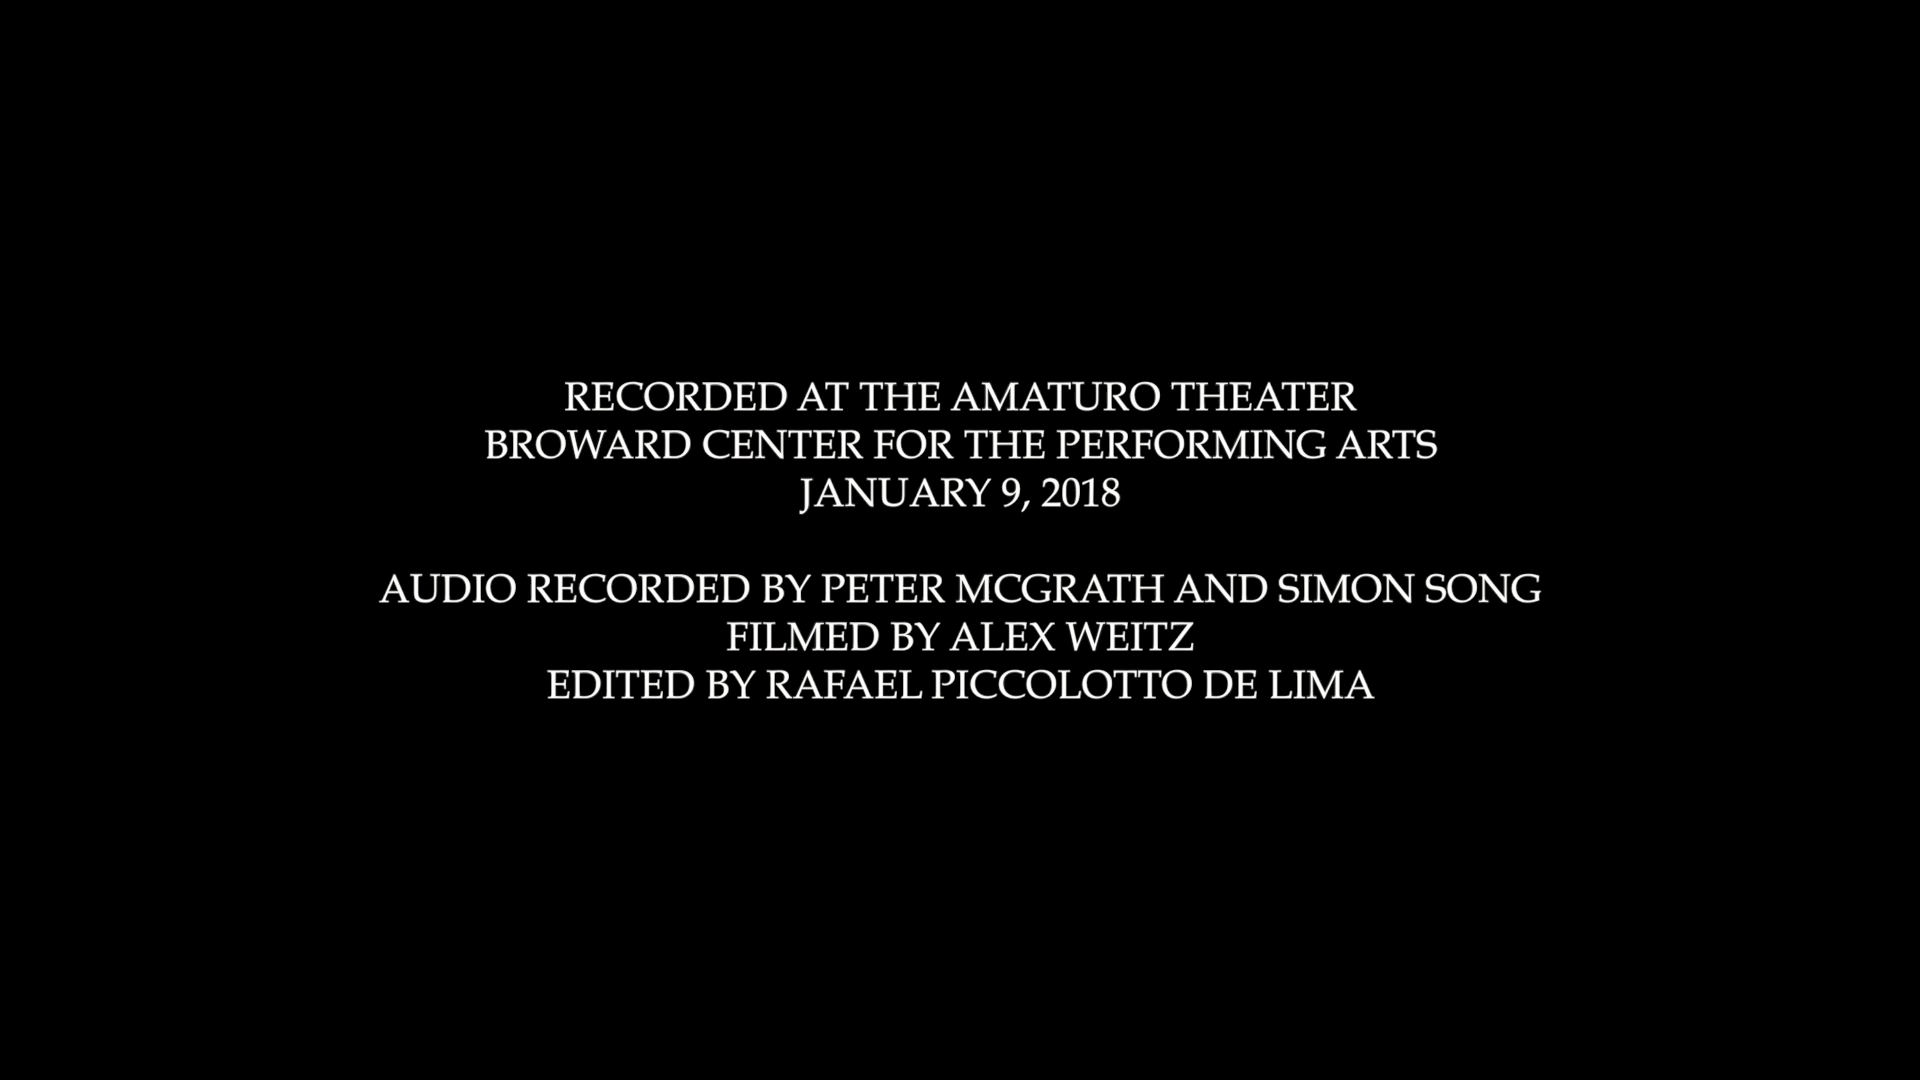 RECORDED AT THE AMATURO THEATER
BROWARD CENTER FOR THE PERFORMING ARTS
JANUARY 9, 2018
AUDIO RECORDED BY PETER MCGRATH AND SIMON SONG
FILMED BY ALEX WEITZ
EDITED BY RAFAEL PICCOLOTTO DE LIMA